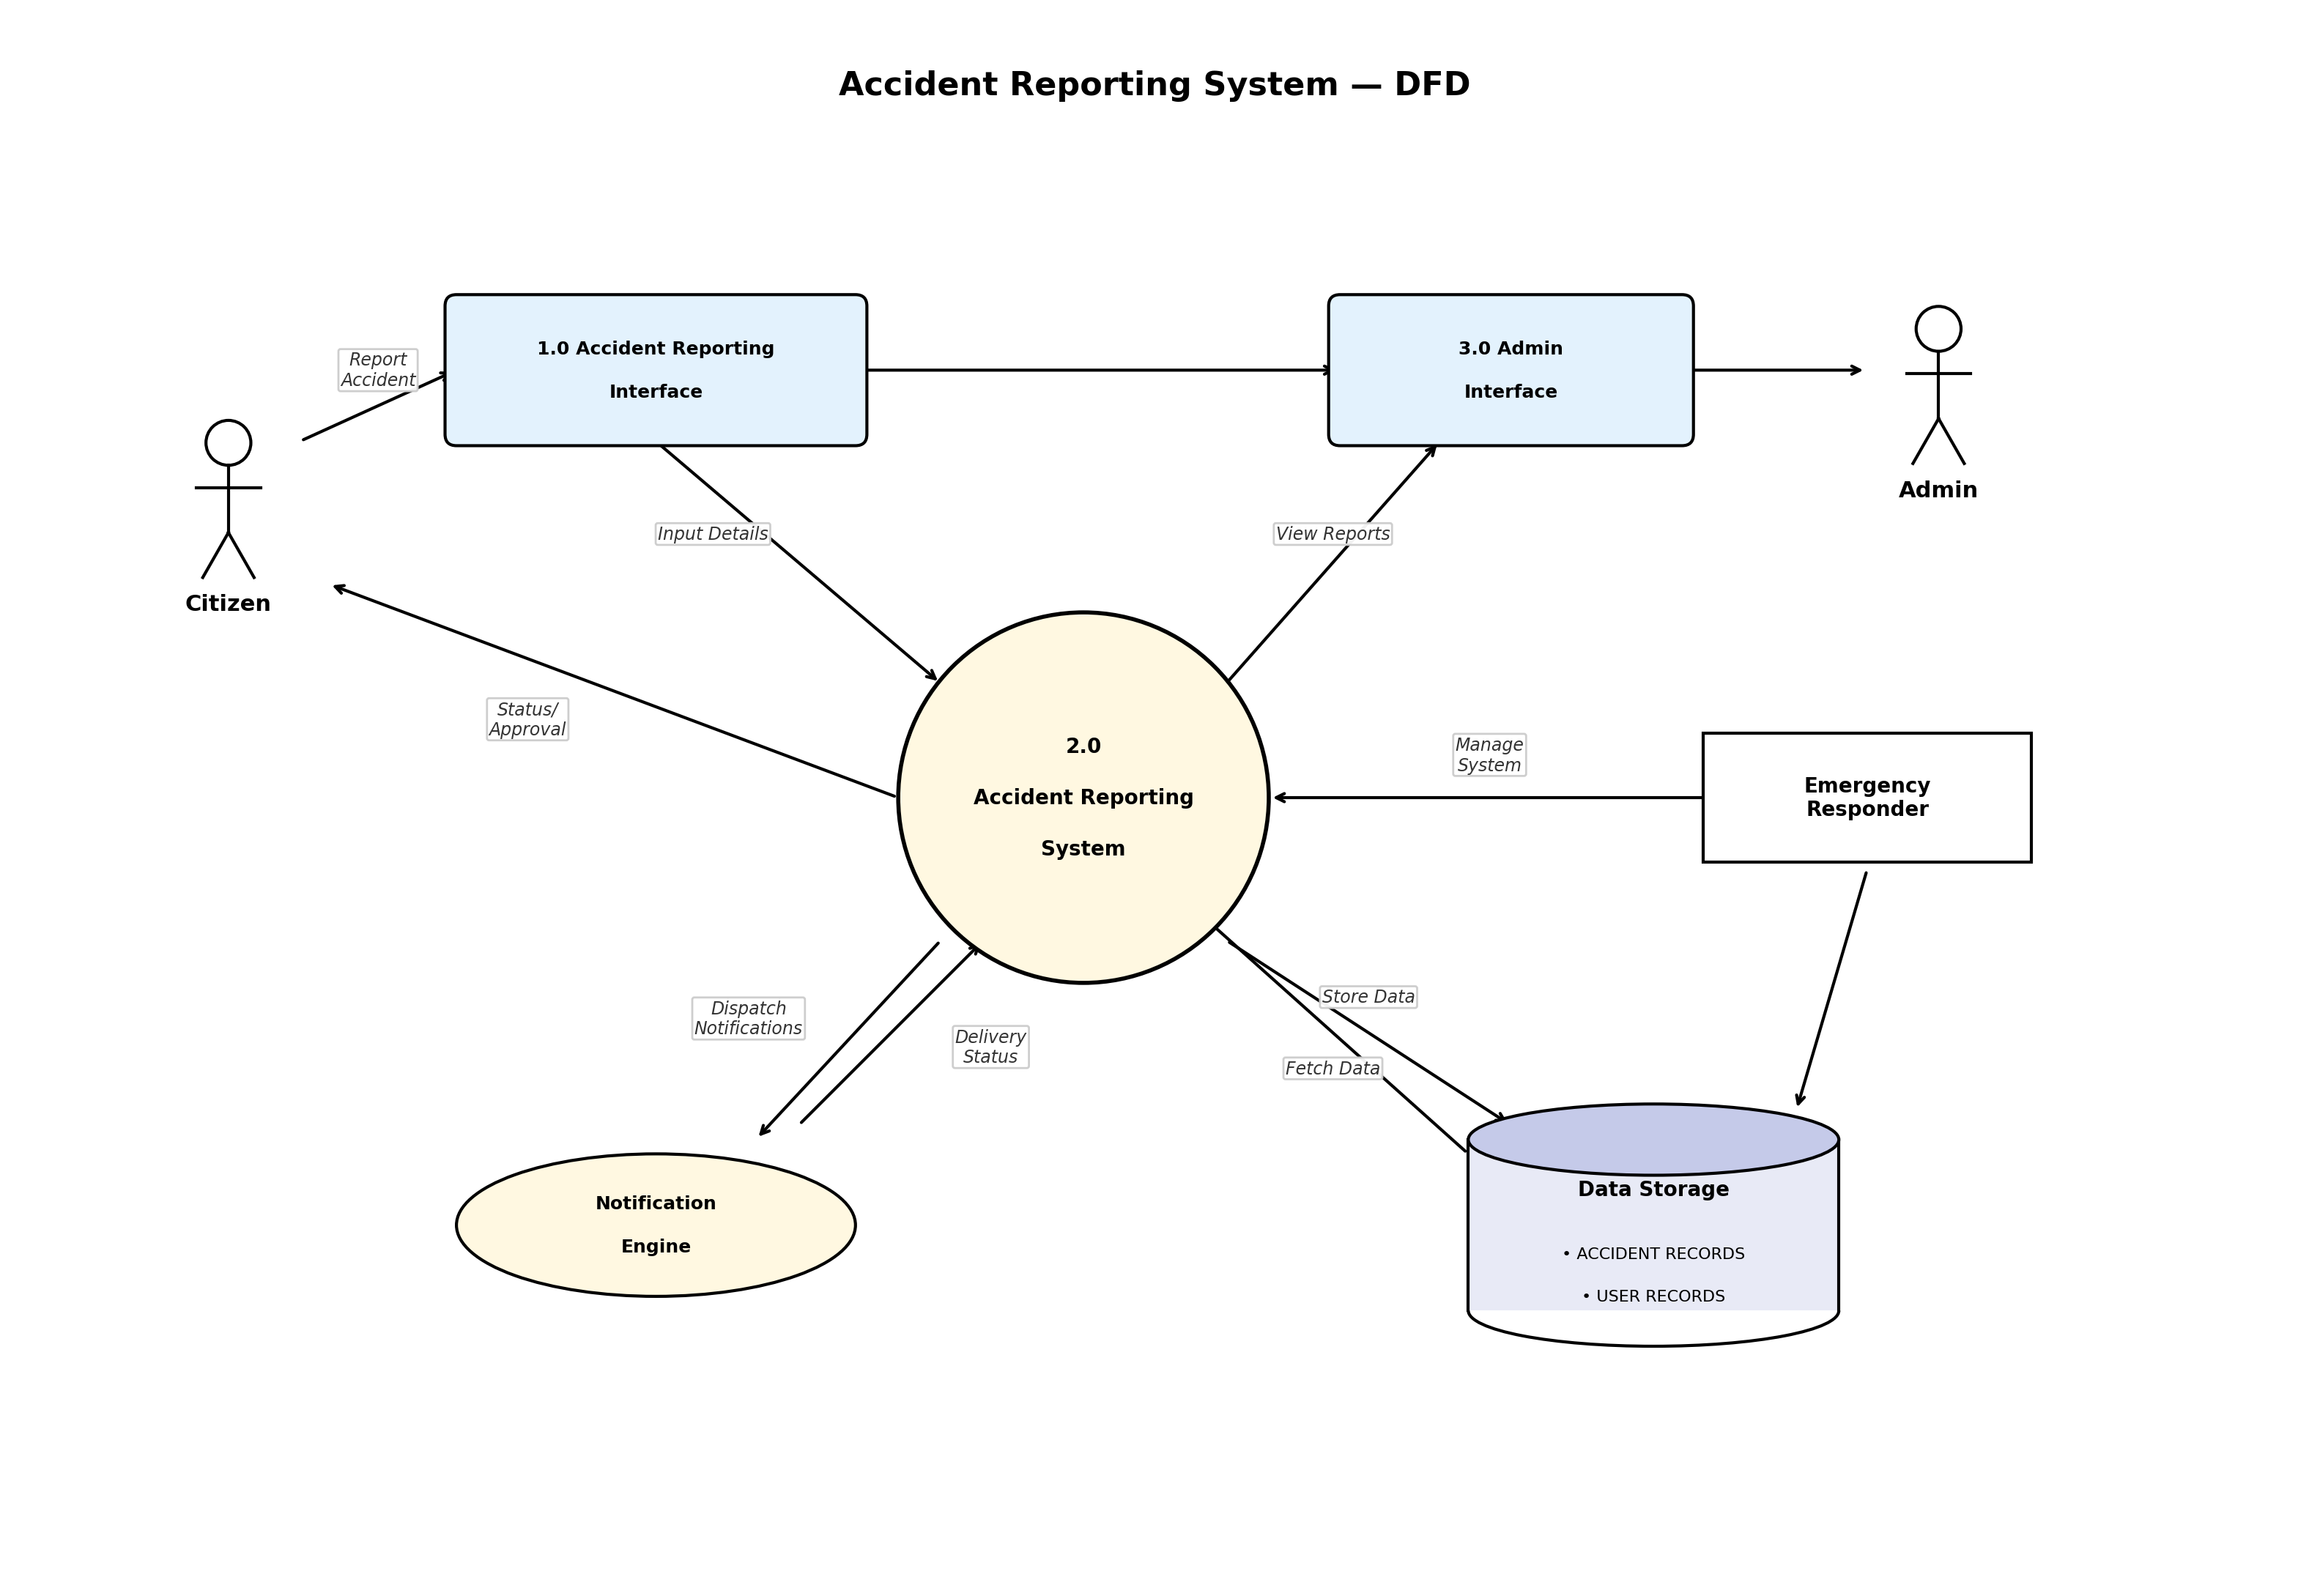 Accident Reporting System — DFD
1.0 Accident Reporting
Interface
3.0 Admin
Interface
Report
Accident
Admin
Input Details
View Reports
Citizen
Status/
Approval
2.0
Accident Reporting
System
Manage
System
Emergency
Responder
Store Data
Dispatch
Notifications
Delivery
Status
Fetch Data
Notification
Engine
Data Storage
• ACCIDENT RECORDS
• USER RECORDS